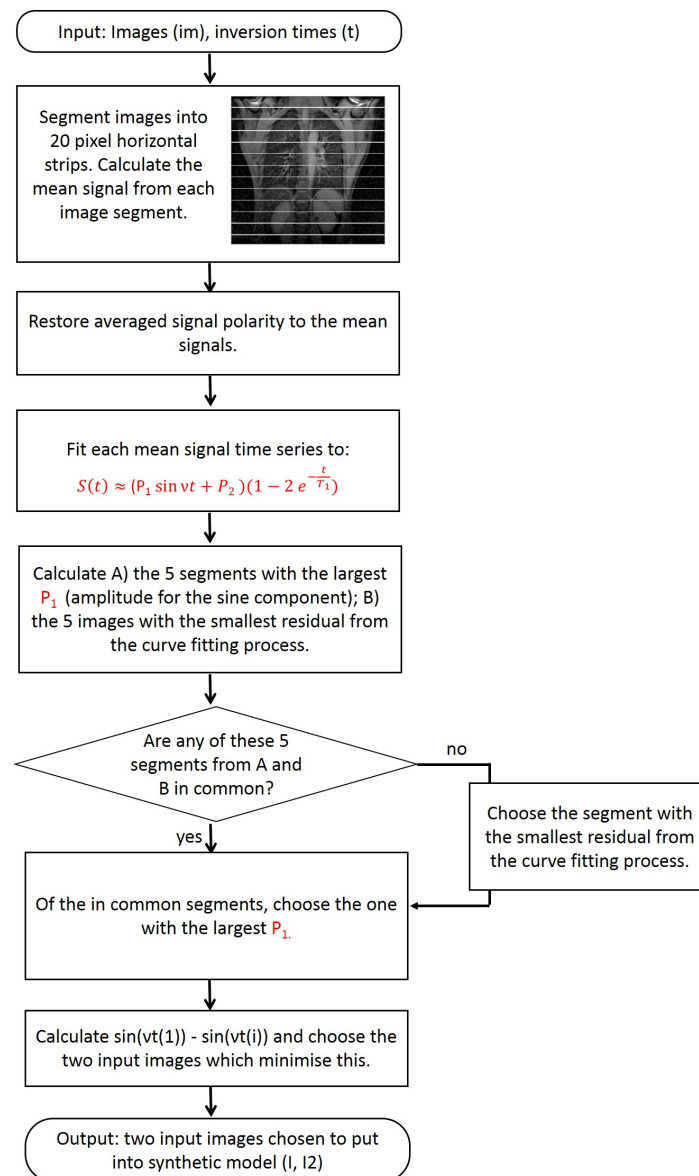 Input: Images (im), inversion times (t)
Segment images into
20 pixel horizontal
strips. Calculate the
mean signal from each
image segment.
Restore averaged signal polarity to the mean
signals.
Fit each mean signal time series to:
S(t) ≈ (P₁ sin νt + P₂ )(1 − 2 e^(−t/T₁))
Calculate A) the 5 segments with the largest
P₁ (amplitude for the sine component); B)
the 5 images with the smallest residual from
the curve fitting process.
Are any of these 5
segments from A and
B in common?
no
Choose the segment with
the smallest residual from
the curve fitting process.
yes
Of the in common segments, choose the one
with the largest P₁.
Calculate sin(νt(1)) - sin(νt(i)) and choose the
two input images which minimise this.
Output: two input images chosen to put
into synthetic model (I, I2)